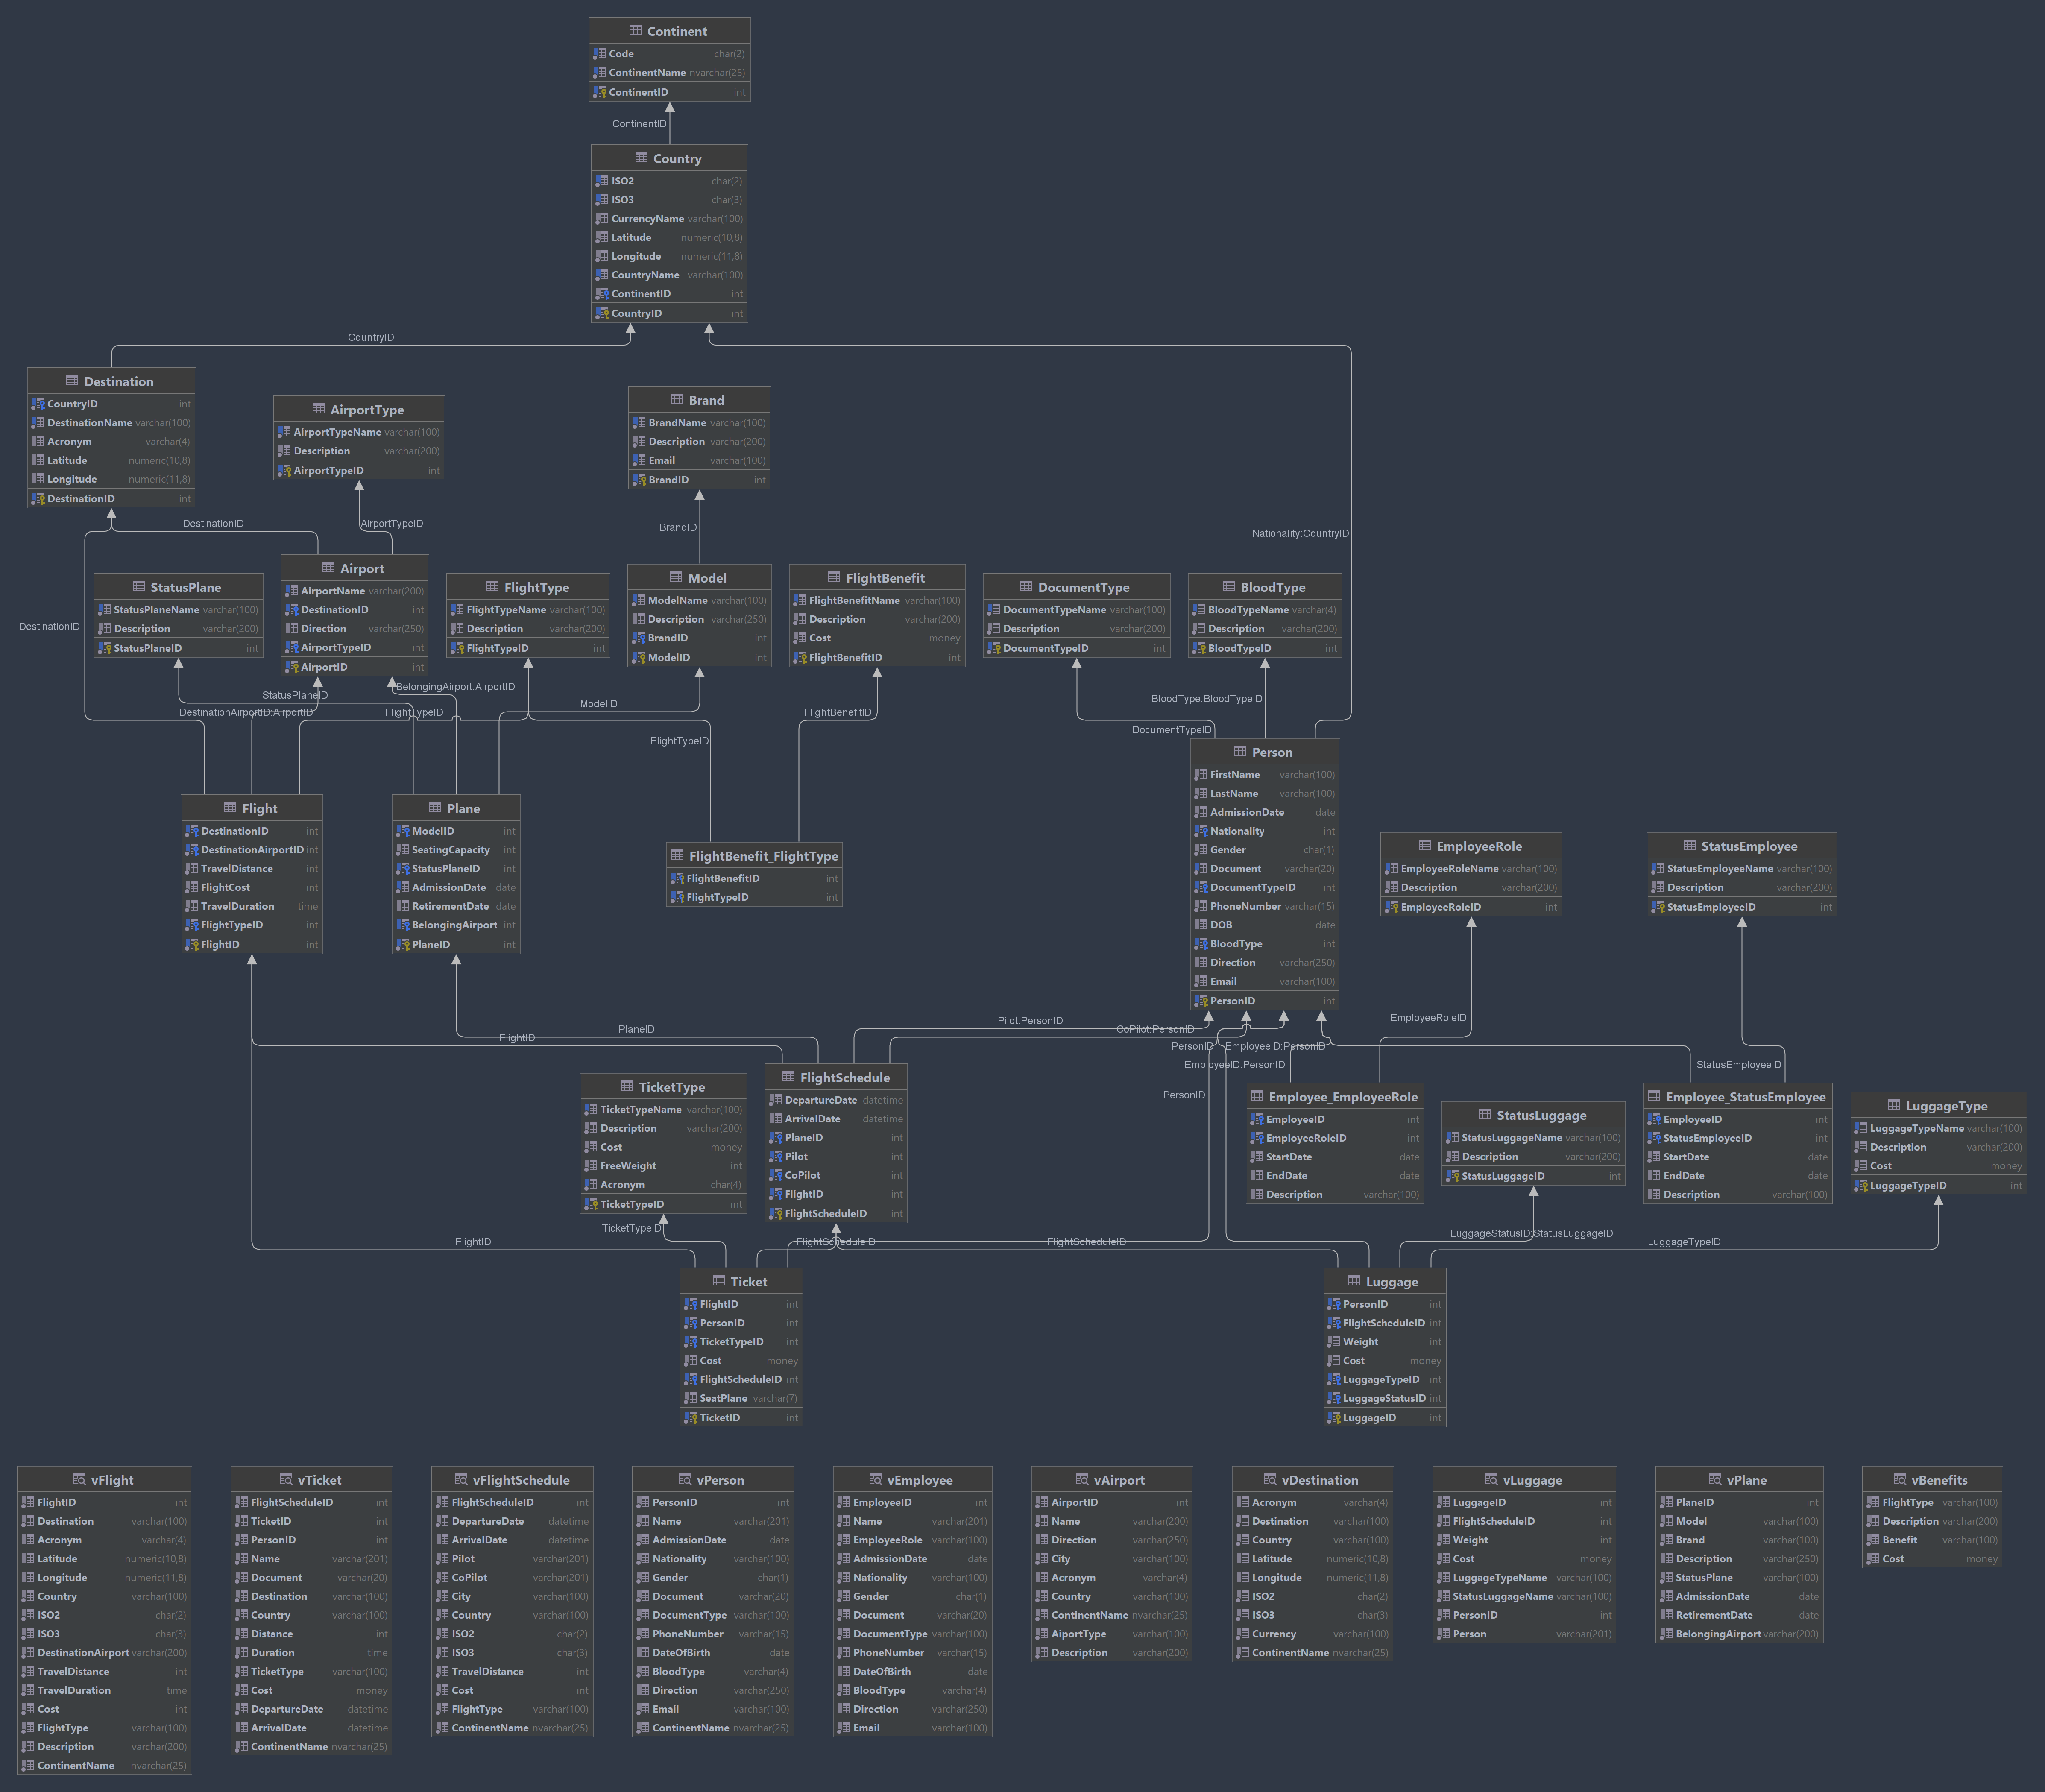 Continent
Code char(2)
ContinentName nvarchar(25)
ContinentID int
ContinentID
Country
ISO2 char(2)
ISO3 char(3)
CurrencyName varchar(100)
Latitude numeric(10,8)
Longitude numeric(11,8)
CountryName varchar(100)
ContinentID int
CountryID int
CountryID
Destination
CountryID int
DestinationName varchar(100)
Acronym varchar(4)
Latitude numeric(10,8)
Longitude numeric(11,8)
DestinationID int
AirportType
AirportTypeName varchar(100)
Description varchar(200)
AirportTypeID int
Brand
BrandName varchar(100)
Description varchar(200)
Email varchar(100)
BrandID int
DestinationID
AirportTypeID
BrandID
Nationality:CountryID
DestinationID
StatusPlane
StatusPlaneName varchar(100)
Description varchar(200)
StatusPlaneID int
Airport
AirportName varchar(200)
DestinationID int
Direction varchar(250)
AirportTypeID int
AirportID int
FlightType
FlightTypeName varchar(100)
Description varchar(200)
FlightTypeID int
Model
ModelName varchar(100)
Description varchar(250)
BrandID int
ModelID int
FlightBenefit
FlightBenefitName varchar(100)
Description varchar(200)
Cost money
FlightBenefitID int
DocumentType
DocumentTypeName varchar(100)
Description varchar(200)
DocumentTypeID int
BloodType
BloodTypeName varchar(4)
Description varchar(200)
BloodTypeID int
StatusPlaneID
BelongingAirport:AirportID
DestinationAirportID:AirportID
FlightTypeID
ModelID
FlightTypeID
FlightBenefitID
BloodType:BloodTypeID
DocumentTypeID
Flight
DestinationID int
DestinationAirportID int
TravelDistance int
FlightCost int
TravelDuration time
FlightTypeID int
FlightID int
Plane
ModelID int
SeatingCapacity int
StatusPlaneID int
AdmissionDate date
RetirementDate date
BelongingAirport int
PlaneID int
FlightBenefit_FlightType
FlightBenefitID int
FlightTypeID int
Person
FirstName varchar(100)
LastName varchar(100)
AdmissionDate date
Nationality int
Gender char(1)
Document varchar(20)
DocumentTypeID int
PhoneNumber varchar(15)
DOB date
BloodType int
Direction varchar(250)
Email varchar(100)
PersonID int
EmployeeRole
EmployeeRoleName varchar(100)
Description varchar(200)
EmployeeRoleID int
StatusEmployee
StatusEmployeeName varchar(100)
Description varchar(200)
StatusEmployeeID int
FlightID
PlaneID
Pilot:PersonID
CoPilot:PersonID
PersonID
EmployeeID:PersonID
EmployeeID:PersonID
PersonID
EmployeeRoleID
StatusEmployeeID
TicketType
TicketTypeName varchar(100)
Description varchar(200)
Cost money
FreeWeight int
Acronym char(4)
TicketTypeID int
FlightSchedule
DepartureDate datetime
ArrivalDate datetime
PlaneID int
Pilot int
CoPilot int
FlightID int
FlightScheduleID int
Employee_EmployeeRole
EmployeeID int
EmployeeRoleID int
StartDate date
EndDate date
Description varchar(100)
StatusLuggage
StatusLuggageName varchar(100)
Description varchar(200)
StatusLuggageID int
Employee_StatusEmployee
EmployeeID int
StatusEmployeeID int
StartDate date
EndDate date
Description varchar(100)
LuggageType
LuggageTypeName varchar(100)
Description varchar(200)
Cost money
LuggageTypeID int
FlightID
TicketTypeID
FlightScheduleID
FlightScheduleID
LuggageStatusID:StatusLuggageID
LuggageTypeID
Ticket
FlightID int
PersonID int
TicketTypeID int
Cost money
FlightScheduleID int
SeatPlane varchar(7)
TicketID int
Luggage
PersonID int
FlightScheduleID int
Weight int
Cost money
LuggageTypeID int
LuggageStatusID int
LuggageID int
vFlight
FlightID int
Destination varchar(100)
Acronym varchar(4)
Latitude numeric(10,8)
Longitude numeric(11,8)
Country varchar(100)
ISO2 char(2)
ISO3 char(3)
DestinationAirport varchar(200)
TravelDistance int
TravelDuration time
Cost int
FlightType varchar(100)
Description varchar(200)
ContinentName nvarchar(25)
vTicket
FlightScheduleID int
TicketID int
PersonID int
Name varchar(201)
Document varchar(20)
Destination varchar(100)
Country varchar(100)
Distance int
Duration time
TicketType varchar(100)
Cost money
DepartureDate datetime
ArrivalDate datetime
ContinentName nvarchar(25)
vFlightSchedule
FlightScheduleID int
DepartureDate datetime
ArrivalDate datetime
Pilot varchar(201)
CoPilot varchar(201)
City varchar(100)
Country varchar(100)
ISO2 char(2)
ISO3 char(3)
TravelDistance int
Cost int
FlightType varchar(100)
ContinentName nvarchar(25)
vPerson
PersonID int
Name varchar(201)
AdmissionDate date
Nationality varchar(100)
Gender char(1)
Document varchar(20)
DocumentType varchar(100)
PhoneNumber varchar(15)
DateOfBirth date
BloodType varchar(4)
Direction varchar(250)
Email varchar(100)
ContinentName nvarchar(25)
vEmployee
EmployeeID int
Name varchar(201)
EmployeeRole varchar(100)
AdmissionDate date
Nationality varchar(100)
Gender char(1)
Document varchar(20)
DocumentType varchar(100)
PhoneNumber varchar(15)
DateOfBirth date
BloodType varchar(4)
Direction varchar(250)
Email varchar(100)
vAirport
AirportID int
Name varchar(200)
Direction varchar(250)
City varchar(100)
Acronym varchar(4)
Country varchar(100)
ContinentName nvarchar(25)
AiportType varchar(100)
Description varchar(200)
vDestination
Acronym varchar(4)
Destination varchar(100)
Country varchar(100)
Latitude numeric(10,8)
Longitude numeric(11,8)
ISO2 char(2)
ISO3 char(3)
Currency varchar(100)
ContinentName nvarchar(25)
vLuggage
LuggageID int
FlightScheduleID int
Weight int
Cost money
LuggageTypeName varchar(100)
StatusLuggageName varchar(100)
PersonID int
Person varchar(201)
vPlane
PlaneID int
Model varchar(100)
Brand varchar(100)
Description varchar(250)
StatusPlane varchar(100)
AdmissionDate date
RetirementDate date
BelongingAirport varchar(200)
vBenefits
FlightType varchar(100)
Description varchar(200)
Benefit varchar(100)
Cost money